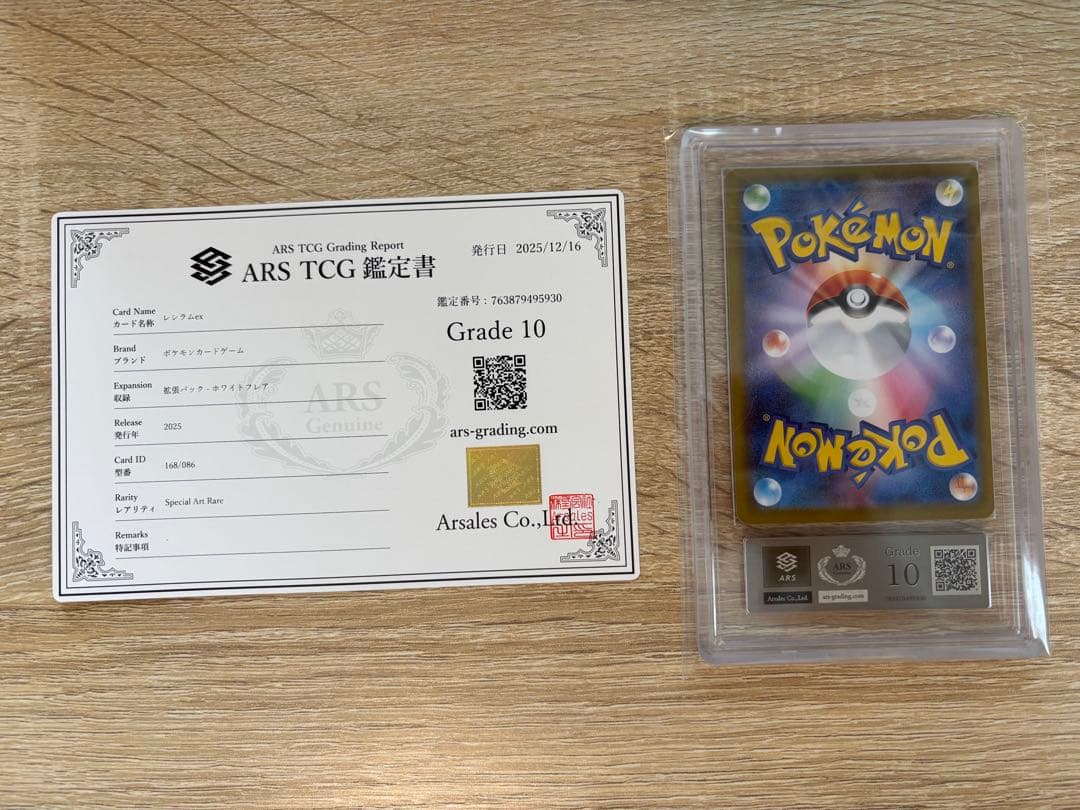 ARS TCG Grading Report
ARS TCG 鑑定書
発行日 2025/12/16
鑑定番号 : 763879495930
Grade 10
ars-grading.com
Arsales Co.,Ltd.
Card Name
カード名称
レシラムex
Brand
ブランド
ポケモンカードゲーム
Expansion
収録
拡張パック - ホワイトフレア
Release
発行年
2025
Card ID
型番
168/086
Rarity
レアリティ
Special Art Rare
Remarks
特記事項
ARS
Genuine
POKéMON
POKéMON
ARS
Arsales Co.,Ltd.
ARS
ars-grading.com
Grade
10
763879495930